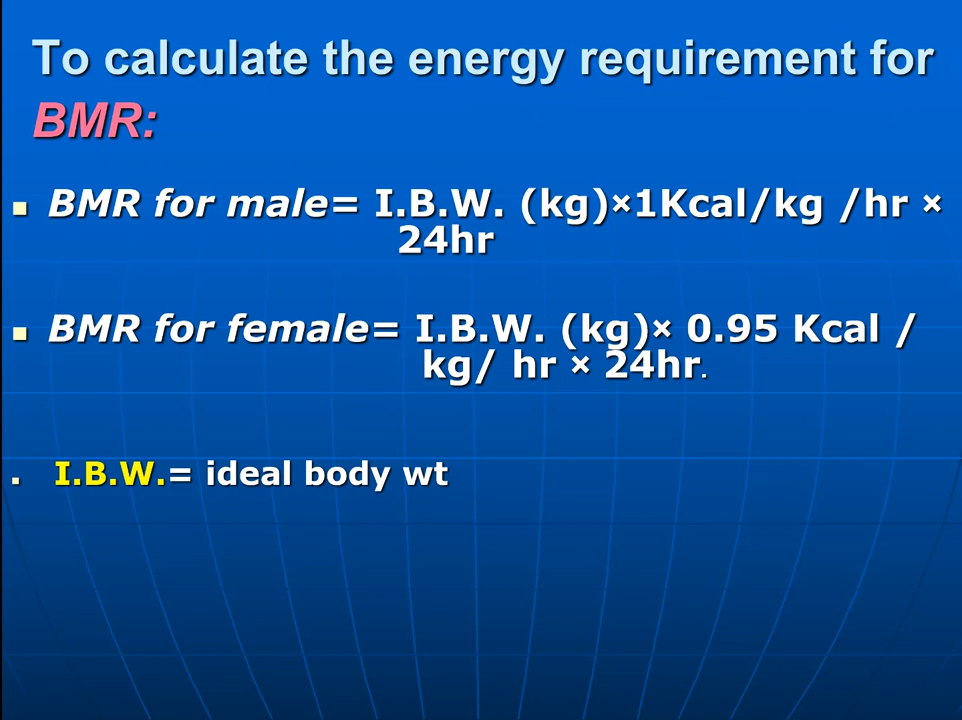 To calculate the energy requirement for
BMR:
▪ BMR for male= I.B.W. (kg)×1Kcal/kg /hr ×
24hr
▪ BMR for female= I.B.W. (kg)× 0.95 Kcal /
kg/ hr × 24hr.
▪ I.B.W.= ideal body wt